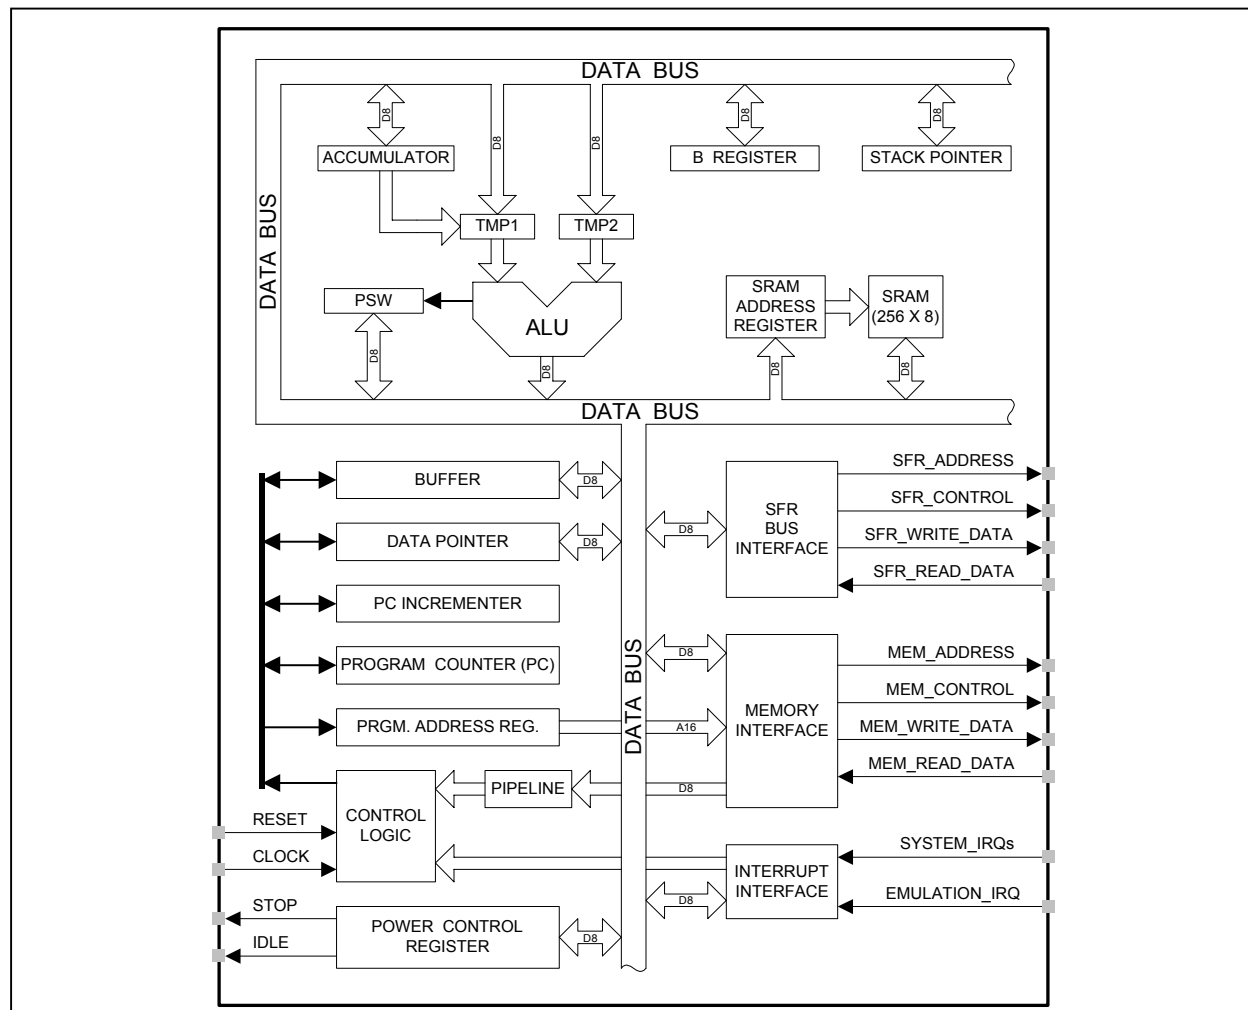 DATA BUS
D8
D8
D8
D8
D8
ACCUMULATOR
B REGISTER
STACK POINTER
DATA BUS
TMP1
TMP2
PSW
ALU
SRAM
ADDRESS
REGISTER
SRAM
(256 X 8)
D8
D8
D8
D8
DATA BUS
BUFFER
D8
DATA POINTER
D8
PC INCREMENTER
PROGRAM COUNTER (PC)
PRGM. ADDRESS REG.
DATA BUS
D8
SFR
BUS
INTERFACE
SFR_ADDRESS
SFR_CONTROL
SFR_WRITE_DATA
SFR_READ_DATA
D8
A16
MEMORY
INTERFACE
MEM_ADDRESS
MEM_CONTROL
MEM_WRITE_DATA
MEM_READ_DATA
PIPELINE
D8
CONTROL
LOGIC
RESET
CLOCK
INTERRUPT
INTERFACE
SYSTEM_IRQs
EMULATION_IRQ
D8
STOP
IDLE
POWER CONTROL
REGISTER
D8